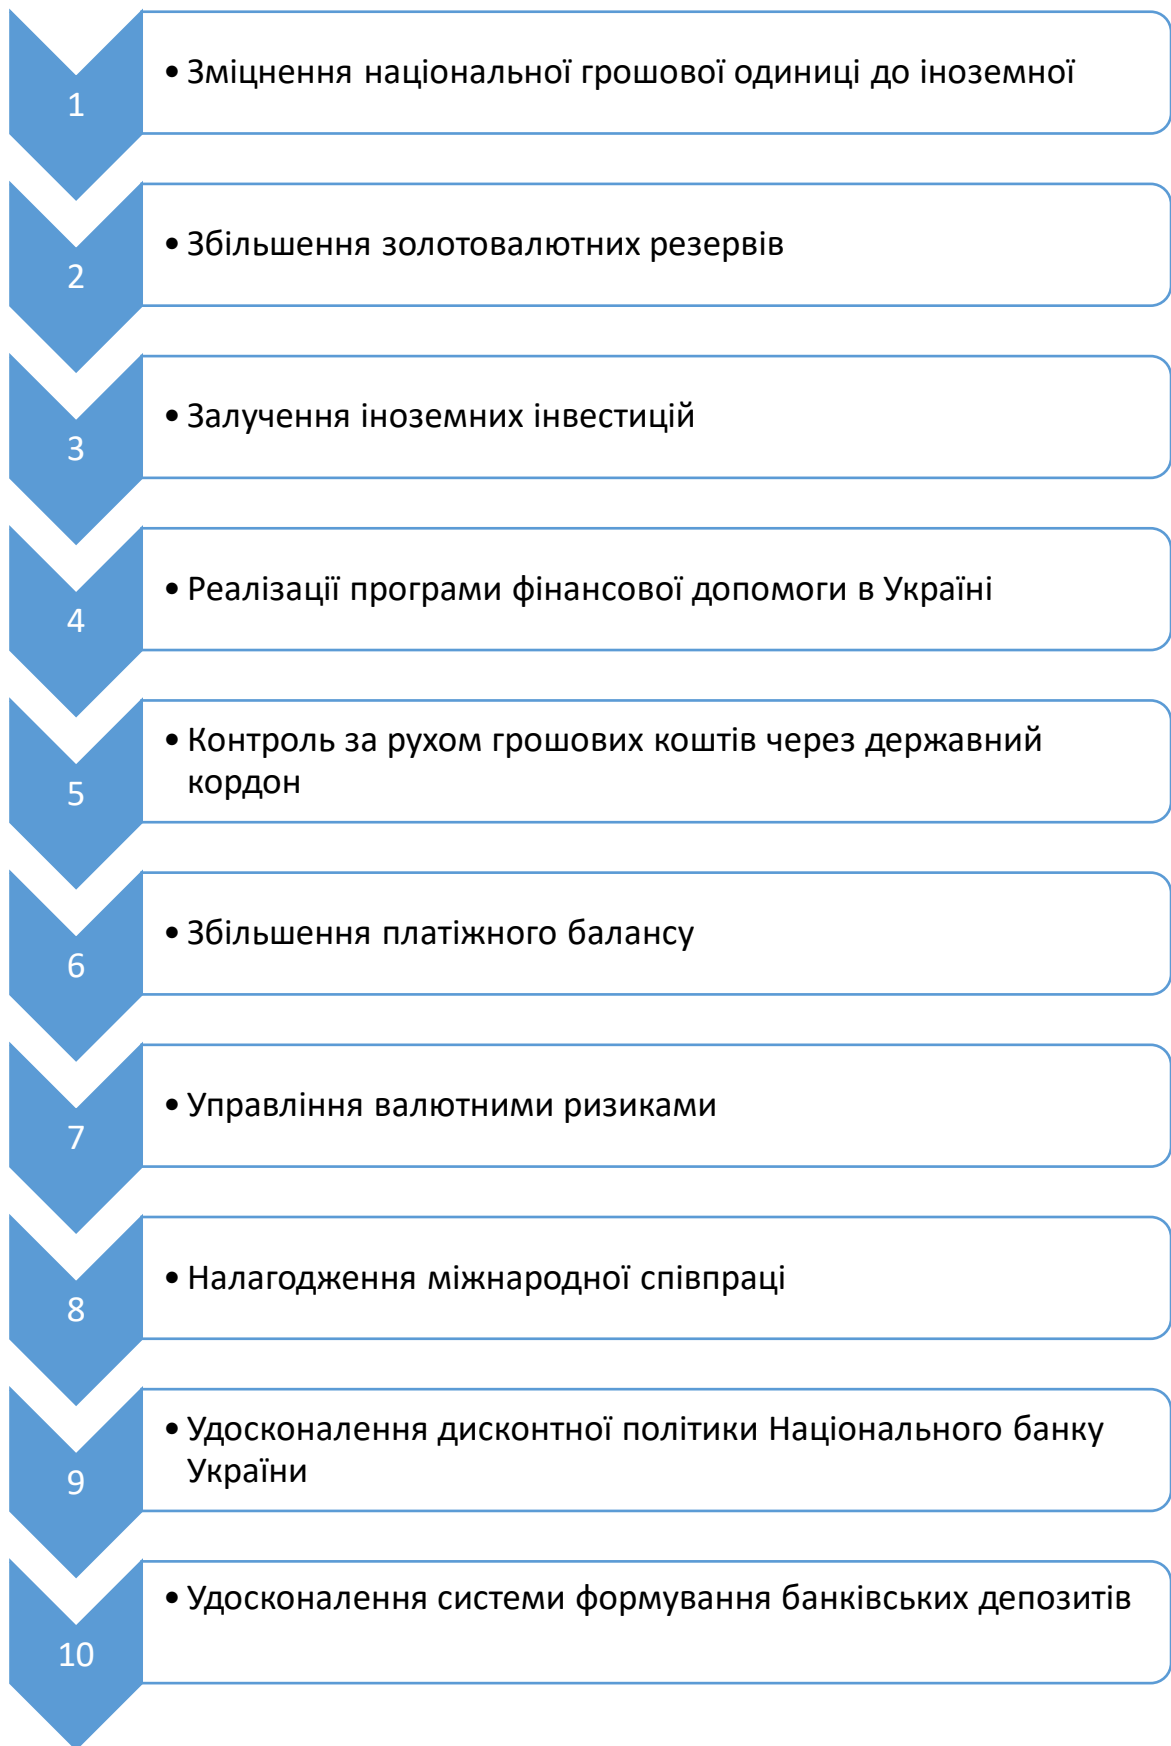 1
• Зміцнення національної грошової одиниці до іноземної
2
• Збільшення золотовалютних резервів
3
• Залучення іноземних інвестицій
4
• Реалізації програми фінансової допомоги в Україні
5
• Контроль за рухом грошових коштів через державний
кордон
6
• Збільшення платіжного балансу
7
• Управління валютними ризиками
8
• Налагодження міжнародної співпраці
9
• Удосконалення дисконтної політики Національного банку
України
10
• Удосконалення системи формування банківських депозитів